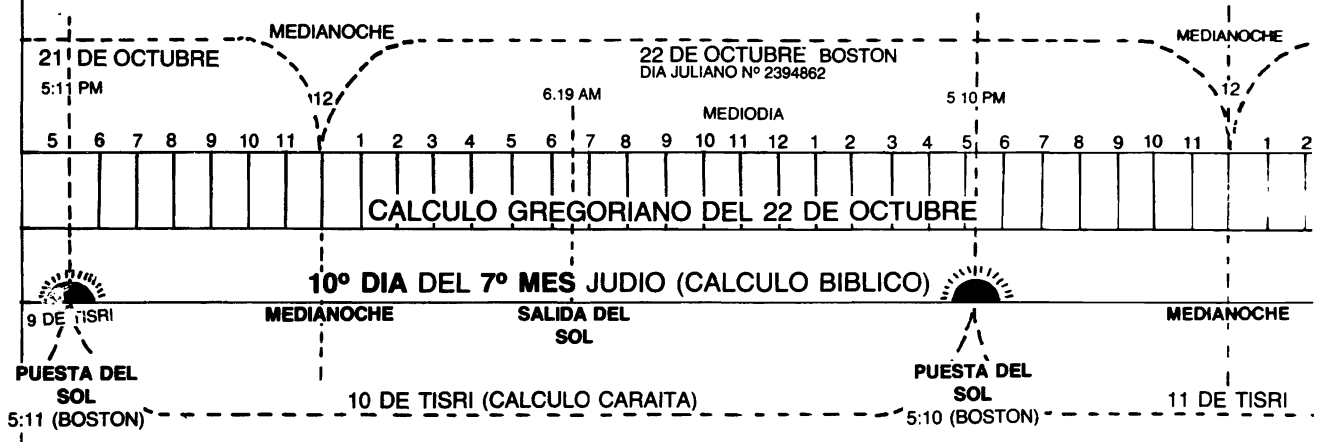 MEDIANOCHE MEDIANOCHE
21 DE OCTUBRE 22 DE OCTUBRE BOSTON
DIA JULIANO Nº 2394862
5:11 PM 12 6.19 AM 5 10 PM 12
MEDIODIA
5 6 7 8 9 10 11 1 2 3 4 5 6 7 8 9 10 11 12 1 2 3 4 5 6 7 8 9 10 11 1 2
CALCULO GREGORIANO DEL 22 DE OCTUBRE
10º DIA DEL 7º MES JUDIO (CALCULO BIBLICO)
9 DE TISRI MEDIANOCHE SALIDA DEL MEDIANOCHE
SOL
PUESTA DEL PUESTA DEL
SOL 10 DE TISRI (CALCULO CARAITA) SOL 11 DE TISRI
5:11 (BOSTON) 5:10 (BOSTON)